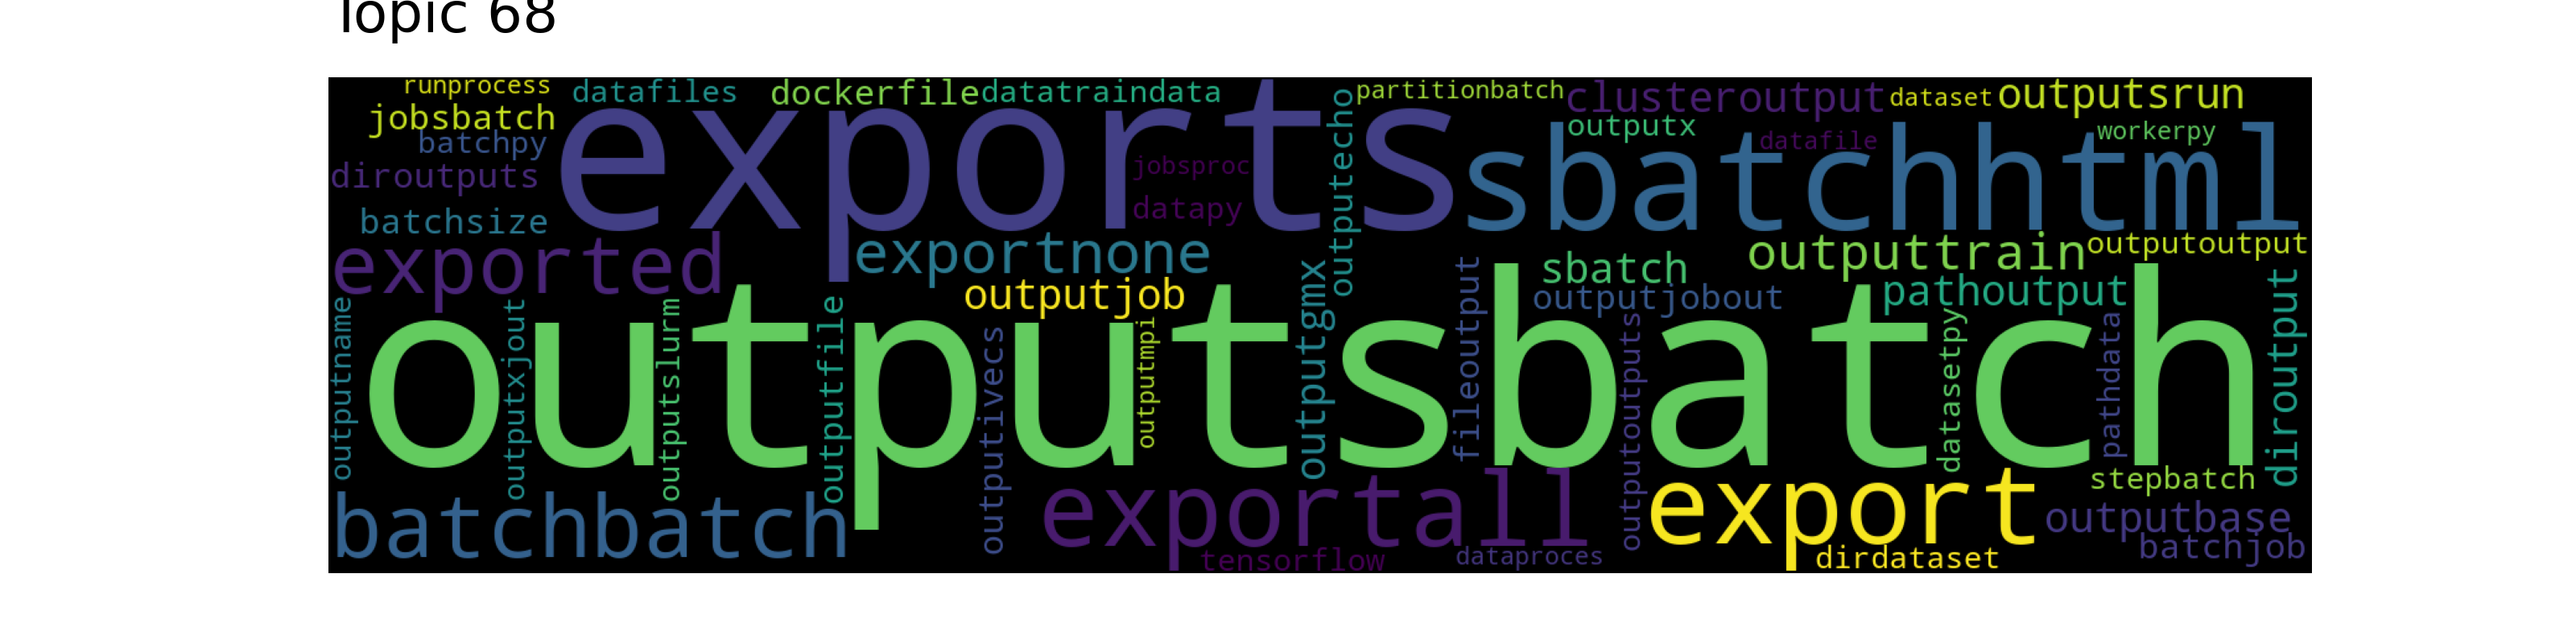 Topic 68
runprocess datafiles dockerfile datatraindata partitionbatch clusteroutput dataset outputsrun
jobsbatch outputx workerpy
batchpy exports jobsproc datafile sbatchhtml
diroutputs datapy outputecho
batchsize
exported exportnone sbatch outputtrain outputoutput
outputjob outputjobout pathoutput
outputname outputxjout outputslurm outputfile outputivecs outputmpi outputgmx fileoutput outputoutputs datasetpy pathdata diroutput
outputsbatch
batchbatch exportall export stepbatch
outputbase
tensorflow dataproces dirdataset batchjob